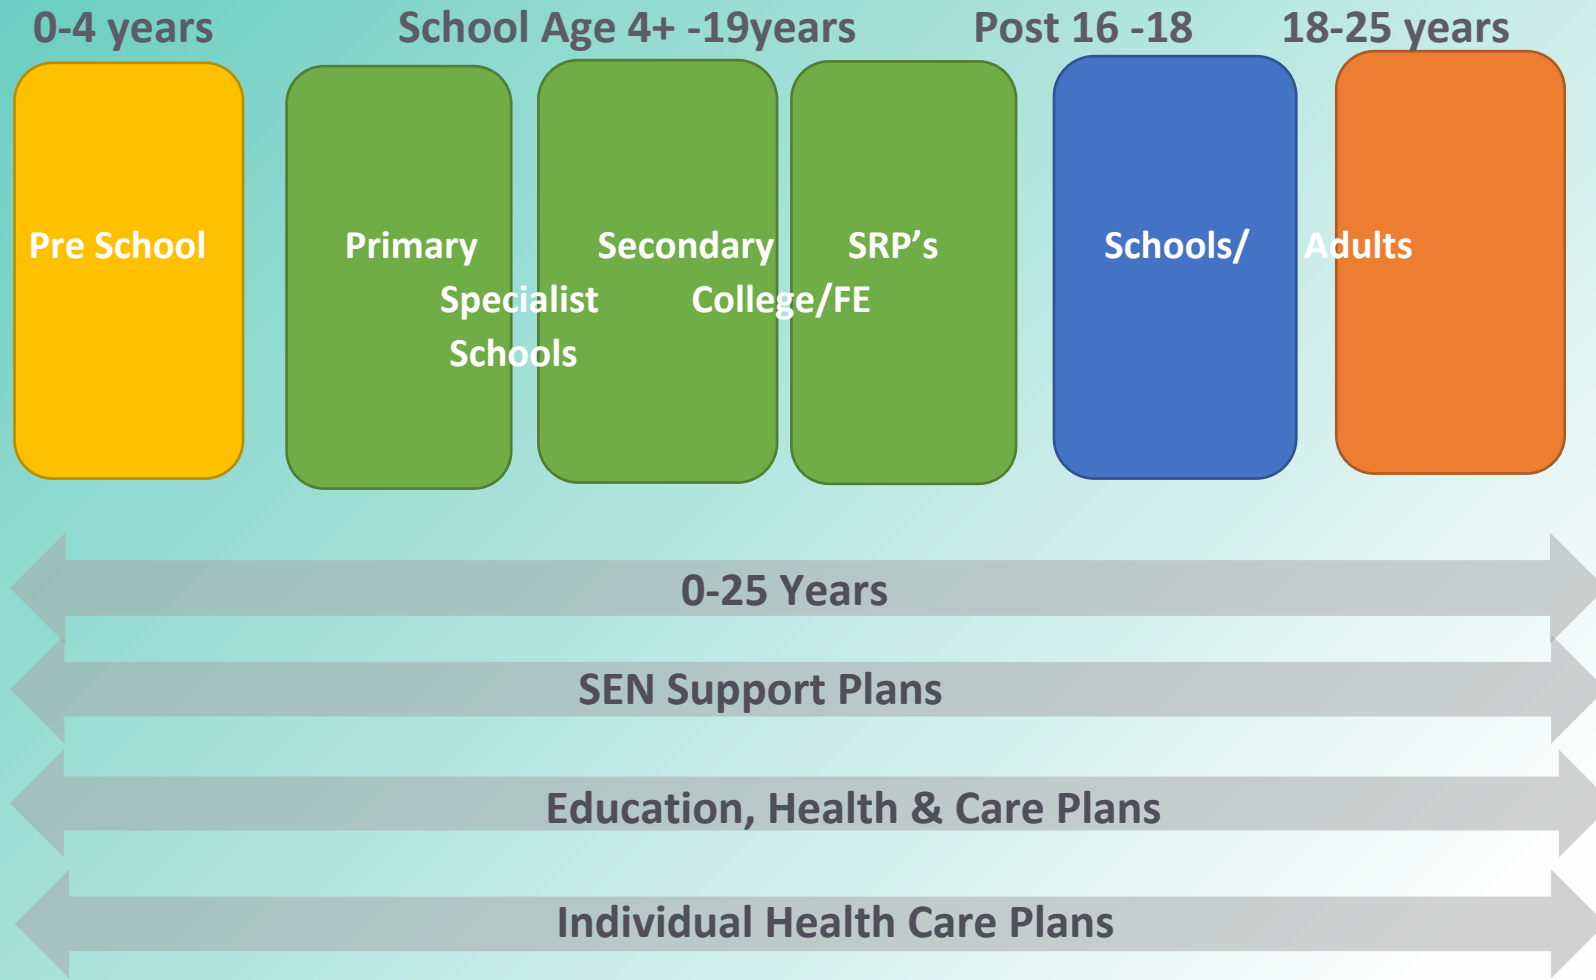 0-4 years School Age 4+ -19years Post 16 -18 18-25 years
Pre School Primary Secondary SRP’s Schools/ Adults
Specialist College/FE
Schools
0-25 Years
SEN Support Plans
Education, Health & Care Plans
Individual Health Care Plans